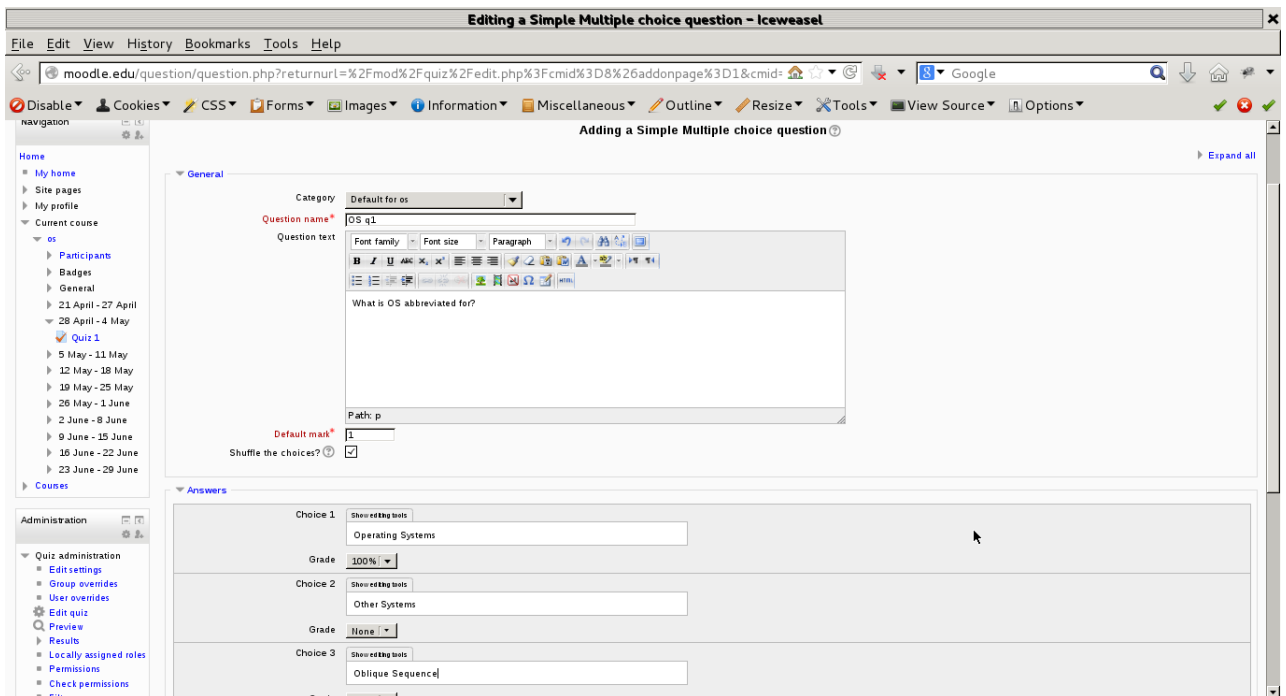 Editing a Simple Multiple choice question - Iceweasel
File Edit View History Bookmarks Tools Help
moodle.edu/question/question.php?returnurl=%2Fmod%2Fquiz%2Fedit.php%3Fcmid%3D8%26addonpage%3D1&cmid= Google
Disable Cookies CSS Forms Images Information Miscellaneous Outline Resize Tools View Source Options
Navigation
Home
My home
Site pages
My profile
Current course
os
Participants
Badges
General
21 April - 27 April
28 April - 4 May
Quiz 1
5 May - 11 May
12 May - 18 May
19 May - 25 May
26 May - 1 June
2 June - 8 June
9 June - 15 June
16 June - 22 June
23 June - 29 June
Courses
Administration
Quiz administration
Edit settings
Group overrides
User overrides
Edit quiz
Preview
Results
Locally assigned roles
Permissions
Check permissions
Adding a Simple Multiple choice question
Expand all
General
Category Default for os
Question name* OS q1
Question text
Font family Font size Paragraph
B I U ABC x₂ x² A ab
Ω HTML
What is OS abbreviated for?
Path: p
Default mark* 1
Shuffle the choices?
Answers
Choice 1 Show editing tools
Operating Systems
Grade 100%
Choice 2 Show editing tools
Other Systems
Grade None
Choice 3 Show editing tools
Oblique Sequence